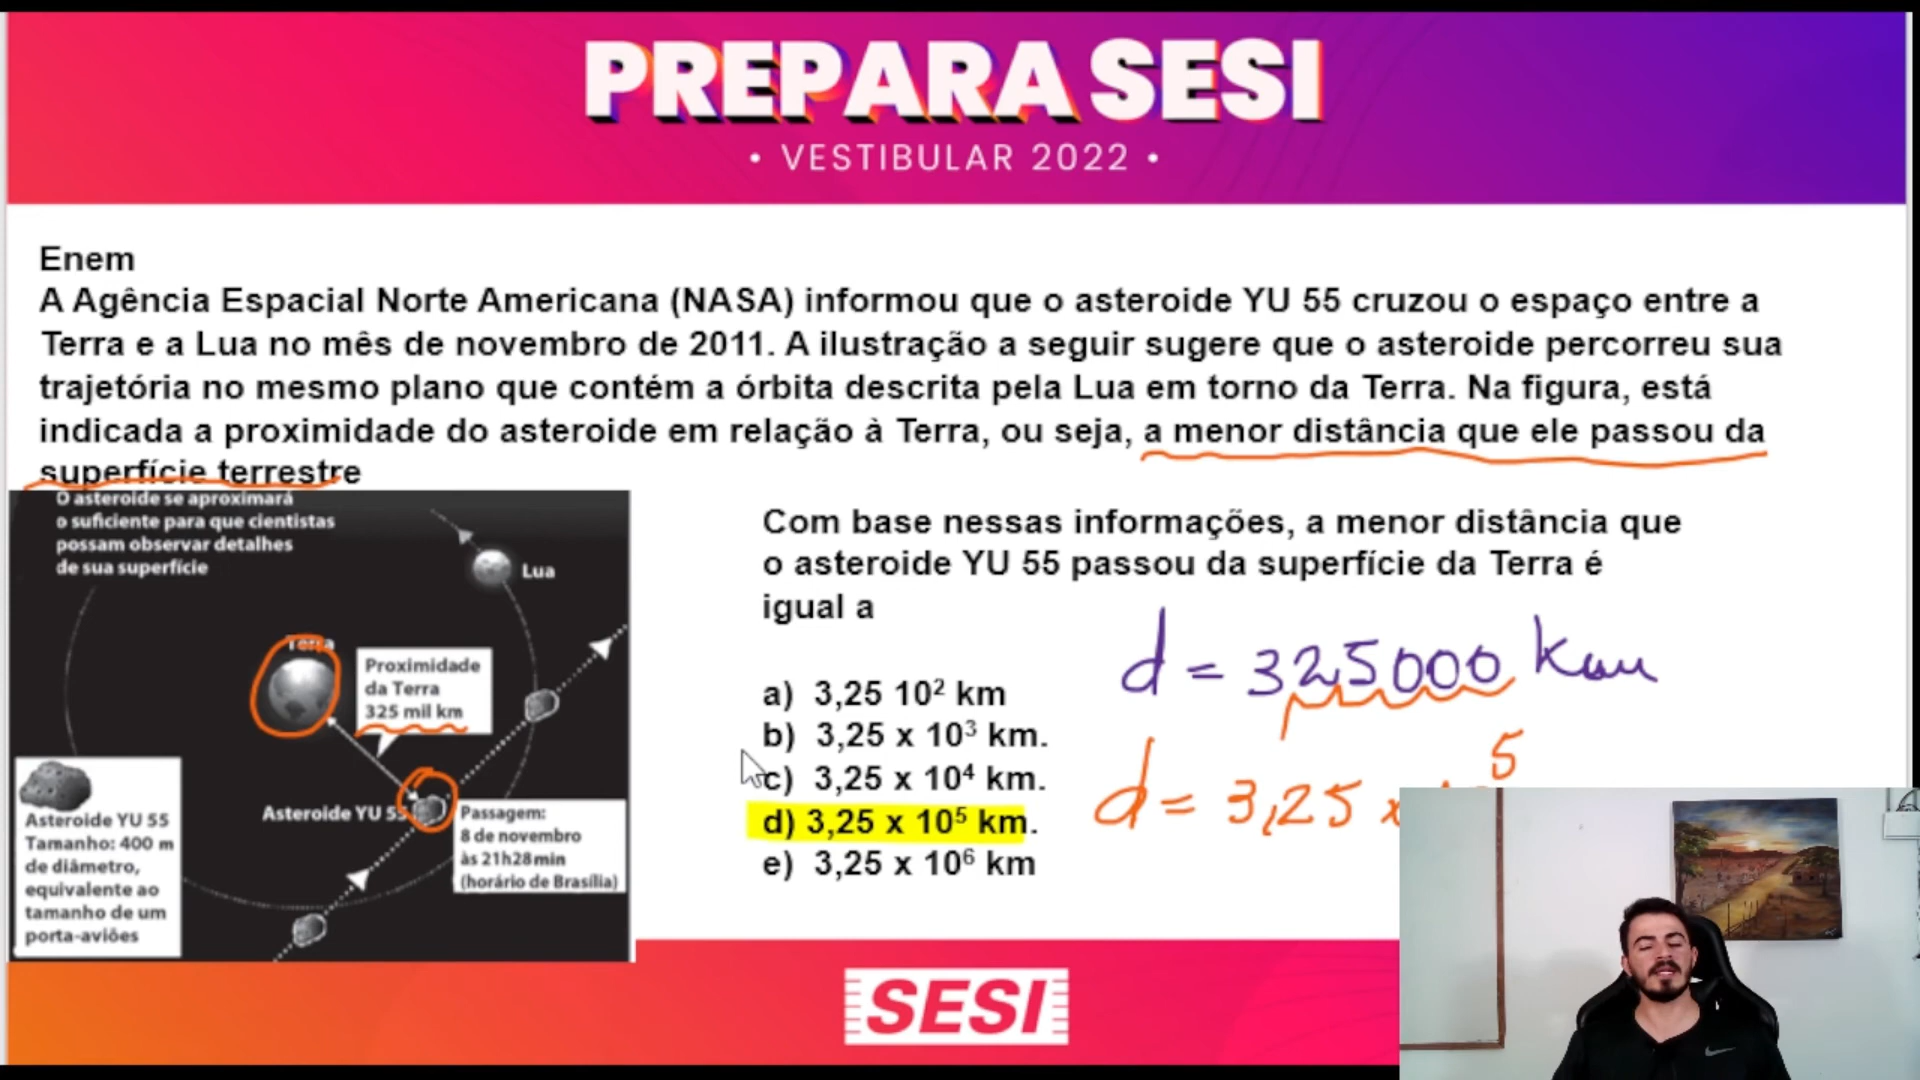 PREPARA SESI
• VESTIBULAR 2022 •
Enem
A Agência Espacial Norte Americana (NASA) informou que o asteroide YU 55 cruzou o espaço entre a
Terra e a Lua no mês de novembro de 2011. A ilustração a seguir sugere que o asteroide percorreu sua
trajetória no mesmo plano que contém a órbita descrita pela Lua em torno da Terra. Na figura, está
indicada a proximidade do asteroide em relação à Terra, ou seja, a menor distância que ele passou da
superfície terrestre
O asteroide se aproximará
o suficiente para que cientistas
possam observar detalhes
de sua superfície
Lua
Terra
Proximidade
da Terra
325 mil km
Asteroide YU 55
Passagem:
8 de novembro
às 21h28min
(horário de Brasília)
Asteroide YU 55
Tamanho: 400 m
de diâmetro,
equivalente ao
tamanho de um
porta-aviões
Com base nessas informações, a menor distância que
o asteroide YU 55 passou da superfície da Terra é
igual a
a) 3,25 10² km
b) 3,25 x 10³ km.
c) 3,25 x 10⁴ km.
d) 3,25 x 10⁵ km.
e) 3,25 x 10⁶ km
d = 325000 km
d = 3,25 x 5
SESI